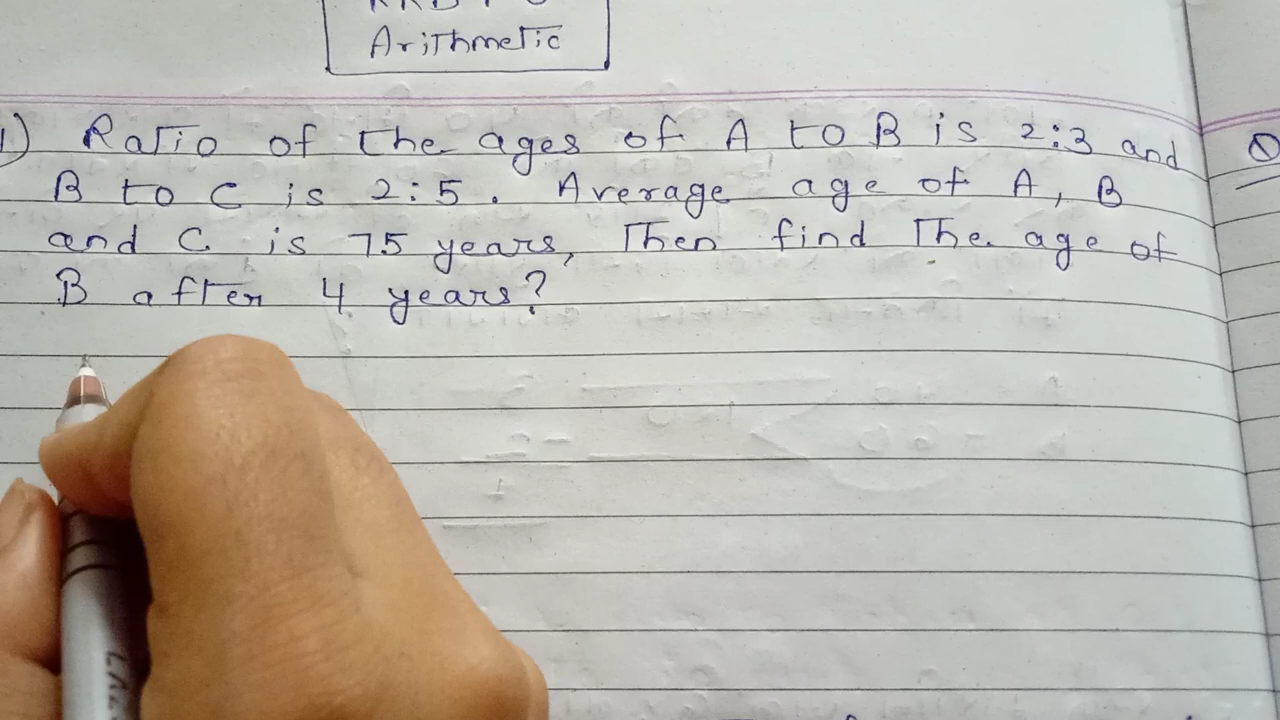 Arithmetic
1) Ratio of the ages of A to B is 2:3 and
B to C is 2:5. Average age of A, B
and C is 75 years, Then find The age of
B after 4 years?